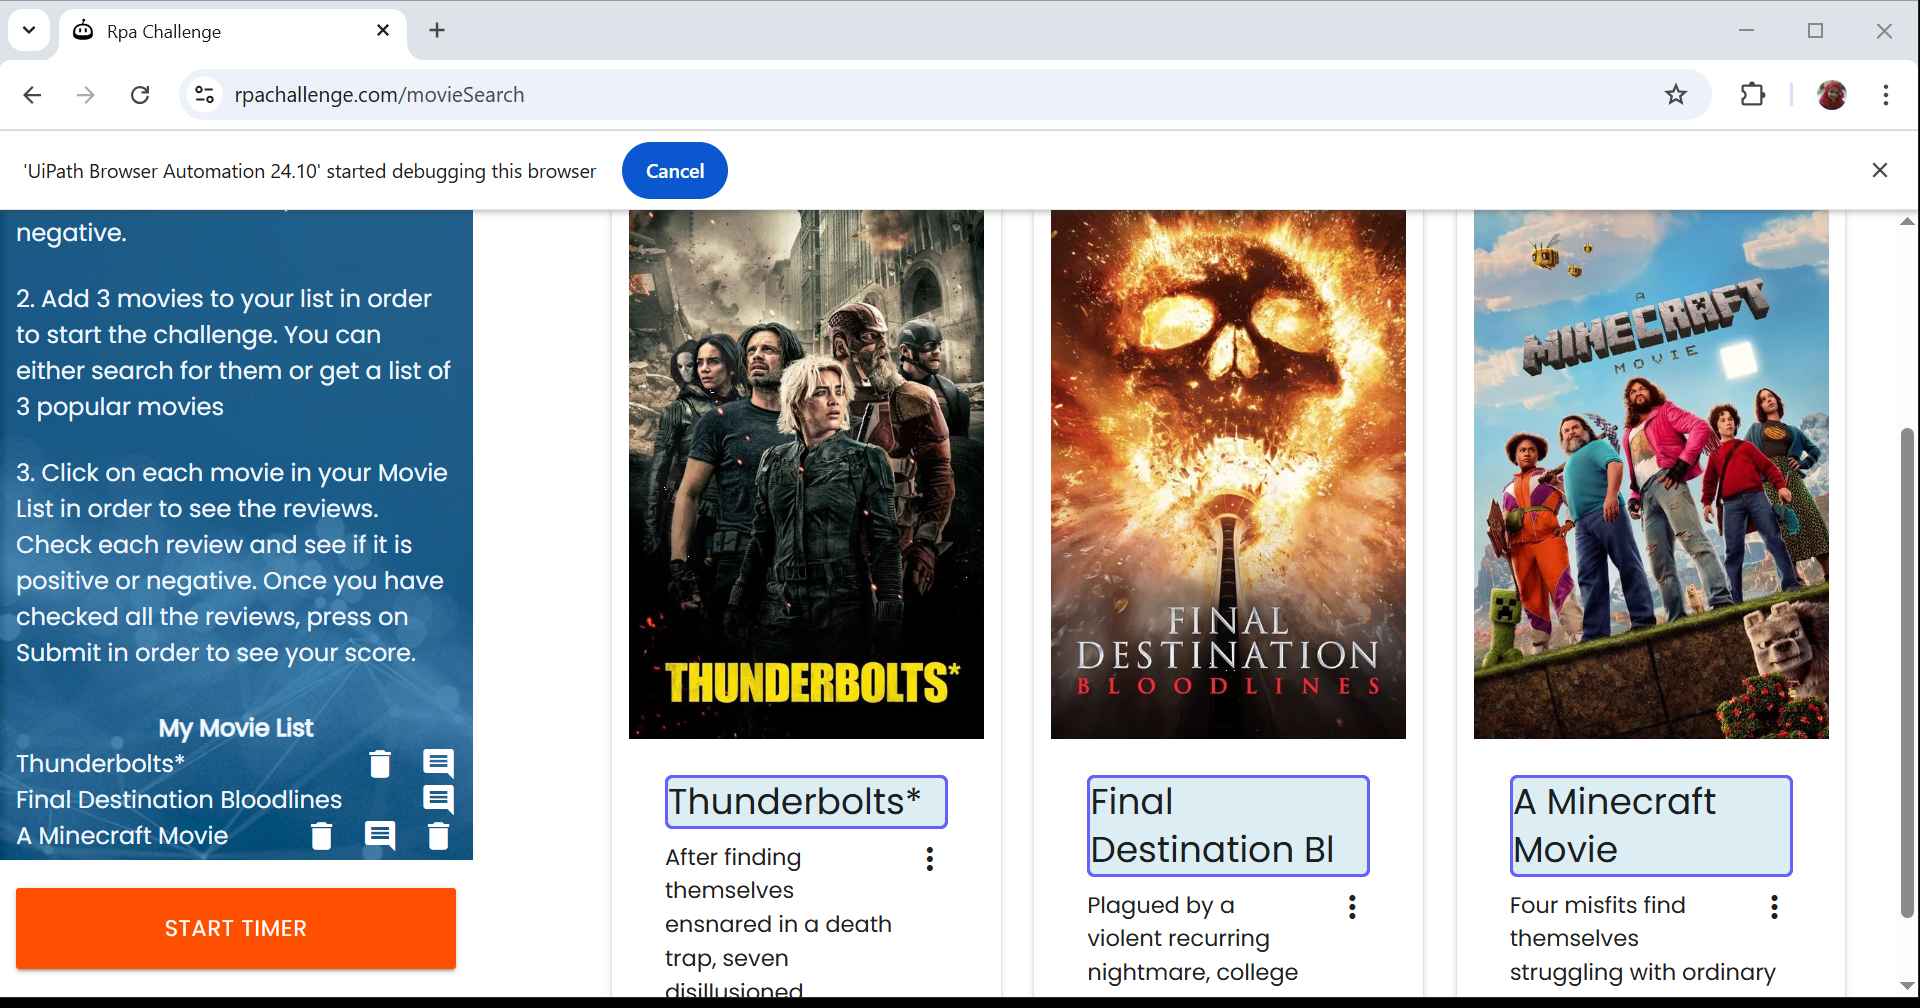 Rpa Challenge
rpachallenge.com/movieSearch
'UiPath Browser Automation 24.10' started debugging this browser
Cancel
negative.
2. Add 3 movies to your list in order
to start the challenge. You can
either search for them or get a list of
3 popular movies
3. Click on each movie in your Movie
List in order to see the reviews.
Check each review and see if it is
positive or negative. Once you have
checked all the reviews, press on
Submit in order to see your score.
My Movie List
Thunderbolts*
Final Destination Bloodlines
A Minecraft Movie
START TIMER
THUNDERBOLTS*
Thunderbolts*
After finding
themselves
ensnared in a death
trap, seven
disillusioned
FINAL
DESTINATION
BLOODLINES
Final
Destination Bl
Plagued by a
violent recurring
nightmare, college
A
MINECRAFT
MOVIE
A Minecraft
Movie
Four misfits find
themselves
struggling with ordinary